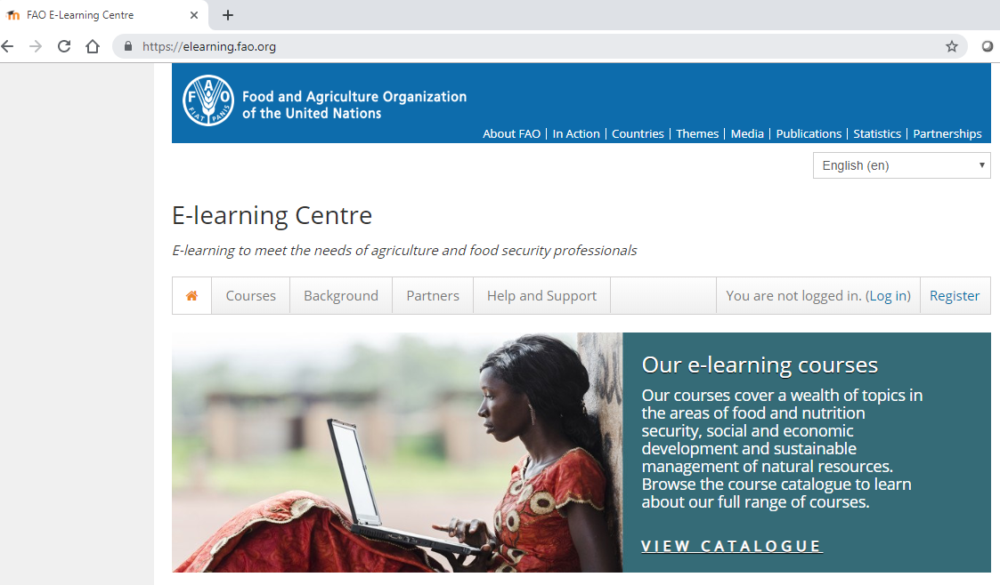 FAO E-Learning Centre
https://elearning.fao.org
FAO
FIAT PANIS
Food and Agriculture Organization
of the United Nations
About FAO | In Action | Countries | Themes | Media | Publications | Statistics | Partnerships
English (en)
E-learning Centre
E-learning to meet the needs of agriculture and food security professionals
Courses Background Partners Help and Support You are not logged in. (Log in) Register
Our e-learning courses
Our courses cover a wealth of topics in
the areas of food and nutrition
security, social and economic
development and sustainable
management of natural resources.
Browse the course catalogue to learn
about our full range of courses.
VIEW CATALOGUE